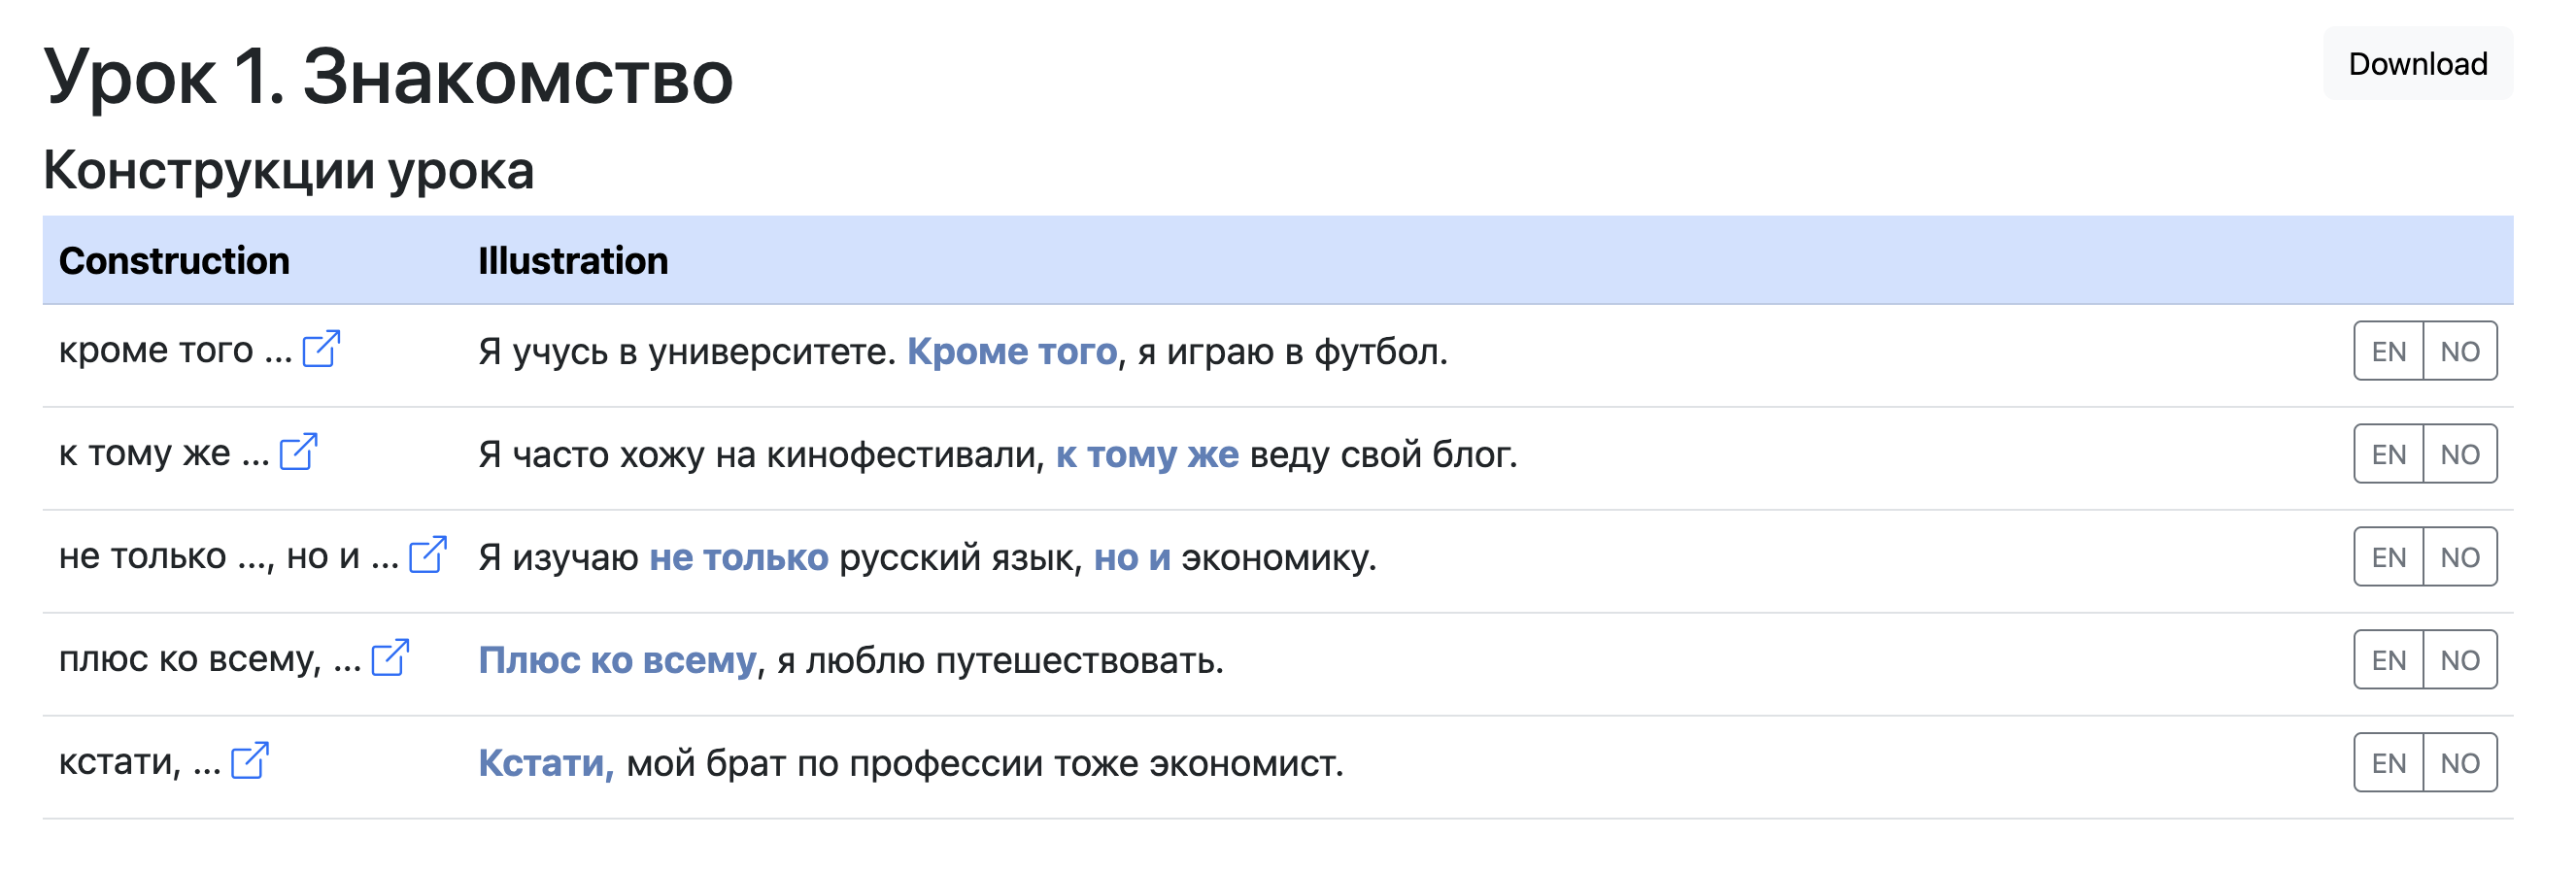 Урок 1. Знакомство
Download
Конструкции урока
Construction Illustration
кроме того ... Я учусь в университете. Кроме того, я играю в футбол. EN NO
к тому же ... Я часто хожу на кинофестивали, к тому же веду свой блог. EN NO
не только ..., но и ... Я изучаю не только русский язык, но и экономику. EN NO
плюс ко всему, ... Плюс ко всему, я люблю путешествовать. EN NO
кстати, ... Кстати, мой брат по профессии тоже экономист. EN NO